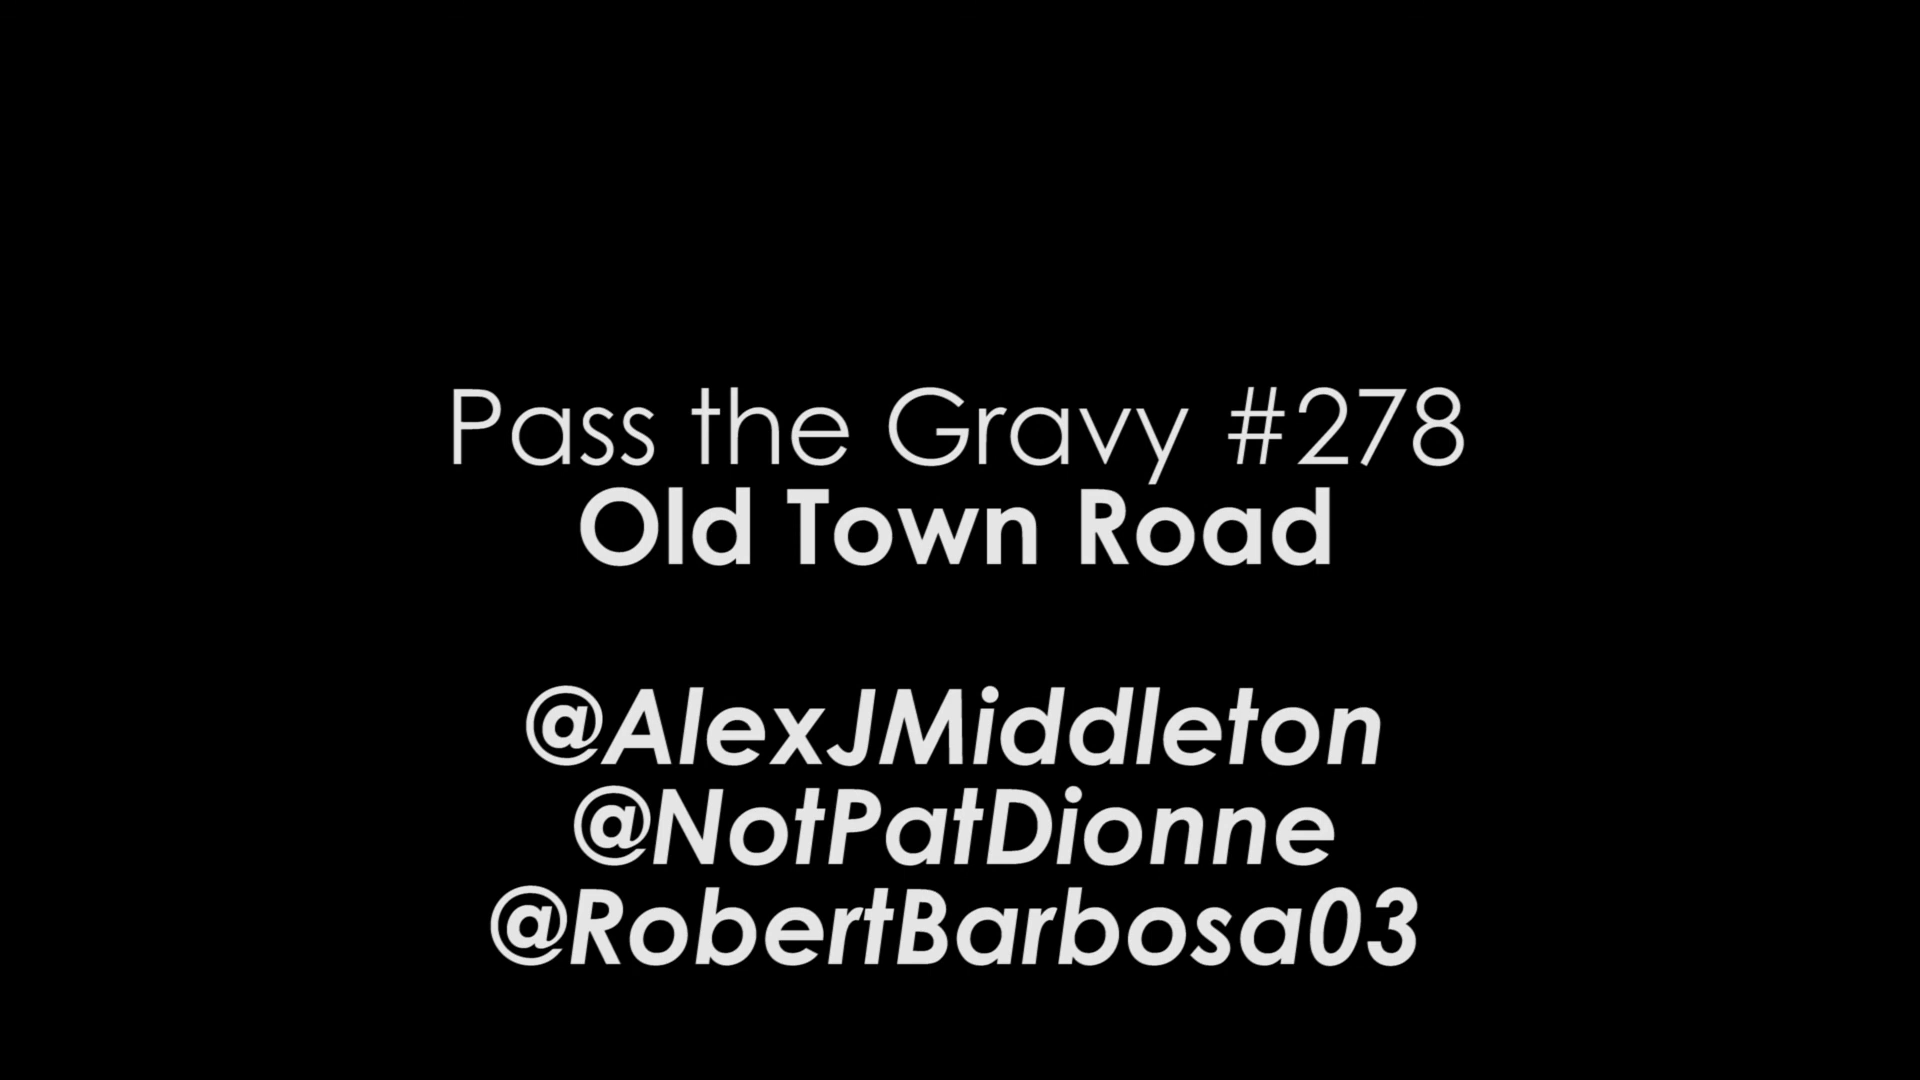 Pass the Gravy #278
Old Town Road
@AlexJMiddleton
@NotPatDionne
@RobertBarbosa03